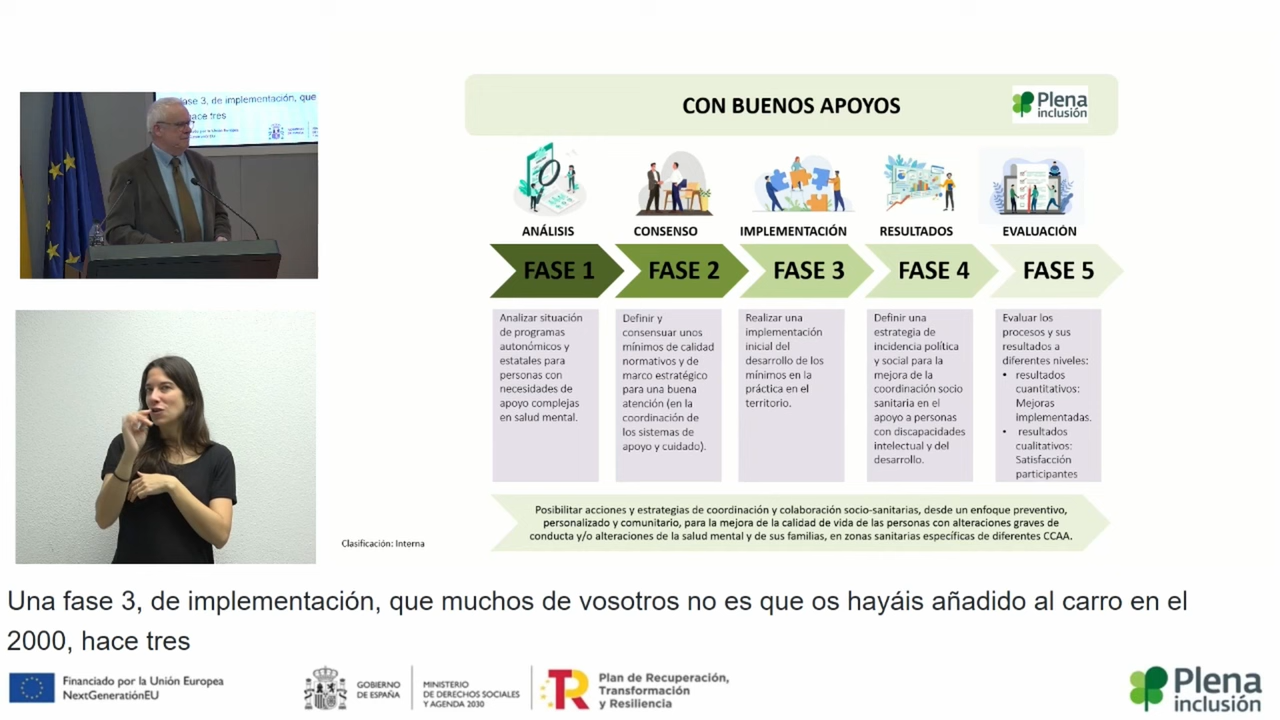 fase 3, de implementación, que
hace tres
CON BUENOS APOYOS
Plena
inclusión
ANÁLISIS
CONSENSO
IMPLEMENTACIÓN
RESULTADOS
EVALUACIÓN
FASE 1
FASE 2
FASE 3
FASE 4
FASE 5
Analizar situación
de programas
autonómicos y
estatales para
personas con
necesidades de
apoyo complejas
en salud mental.
Definir y
consensuar unos
mínimos de calidad
normativos y de
marco estratégico
para una buena
atención (en la
coordinación de
los sistemas de
apoyo y cuidado).
Realizar una
implementación
inicial del
desarrollo de los
mínimos en la
práctica en el
territorio.
Definir una
estrategia de
incidencia política
y social para la
mejora de la
coordinación socio
sanitaria en el
apoyo a personas
con discapacidades
intelectual y del
desarrollo.
Evaluar los
procesos y sus
resultados a
diferentes niveles:
• resultados
cuantitativos:
Mejoras
implementadas.
• resultados
cualitativos:
Satisfacción
participantes
Posibilitar acciones y estrategias de coordinación y colaboración socio-sanitarias, desde un enfoque preventivo,
personalizado y comunitario, para la mejora de la calidad de vida de las personas con alteraciones graves de
conducta y/o alteraciones de la salud mental y de sus familias, en zonas sanitarias específicas de diferentes CCAA.
Clasificación: Interna
Una fase 3, de implementación, que muchos de vosotros no es que os hayáis añadido al carro en el
2000, hace tres
Financiado por la Unión Europea
NextGenerationEU
GOBIERNO
DE ESPAÑA
MINISTERIO
DE DERECHOS SOCIALES
Y AGENDA 2030
Plan de Recuperación,
Transformación
y Resiliencia
Plena
inclusión